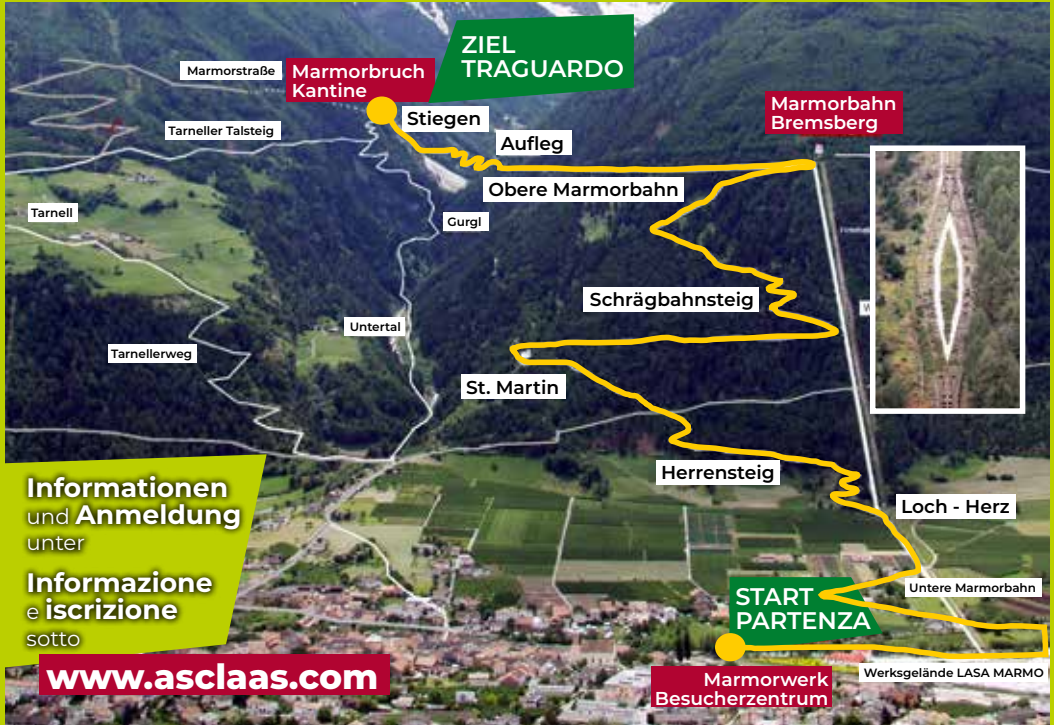 ZIEL
TRAGUARDO
Marmorstraße
Marmorbruch
Kantine
Stiegen
Marmorbahn
Bremsberg
Tarneller Talsteig
Aufleg
Obere Marmorbahn
Tarnell
Gurgl
Schrägbahnsteig
Untertal
Tarnellerweg
St. Martin
Herrensteig
Loch - Herz
Informationen
und Anmeldung
unter
Informazione
e iscrizione
sotto
www.asclaas.com
START
PARTENZA
Untere Marmorbahn
Marmorwerk
Besucherzentrum
Werksgelände LASA MARMO